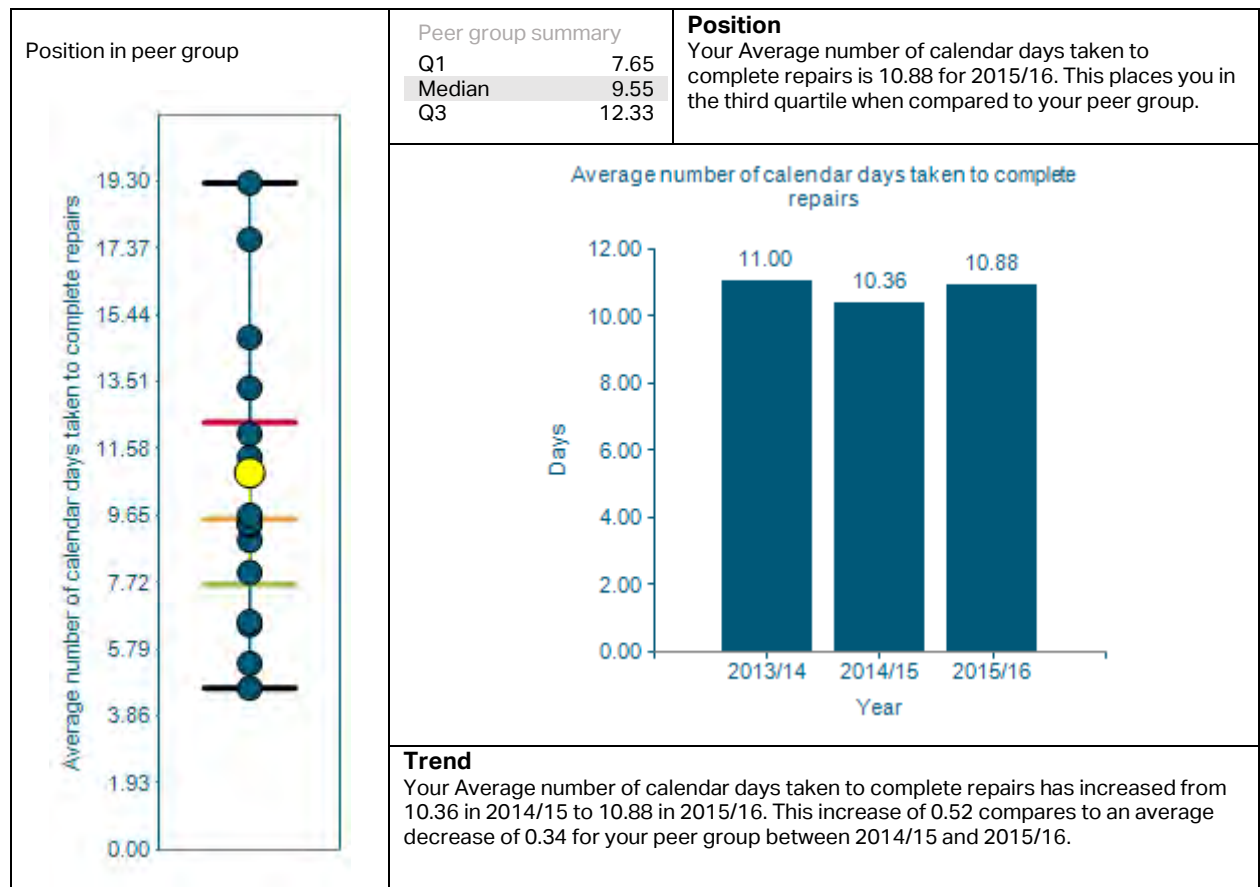 Position in peer group
Average number of calendar days taken to complete repairs
19.30
17.37
15.44
13.51
11.58
9.65
7.72
5.79
3.86
1.93
0.00
Peer group summary
Q1 7.65
Median 9.55
Q3 12.33
Position
Your Average number of calendar days taken to
complete repairs is 10.88 for 2015/16. This places you in
the third quartile when compared to your peer group.
Average number of calendar days taken to complete
repairs
Days
12.00
10.00
8.00
6.00
4.00
2.00
0.00
11.00
10.36
10.88
2013/14 2014/15 2015/16
Year
Trend
Your Average number of calendar days taken to complete repairs has increased from
10.36 in 2014/15 to 10.88 in 2015/16. This increase of 0.52 compares to an average
decrease of 0.34 for your peer group between 2014/15 and 2015/16.